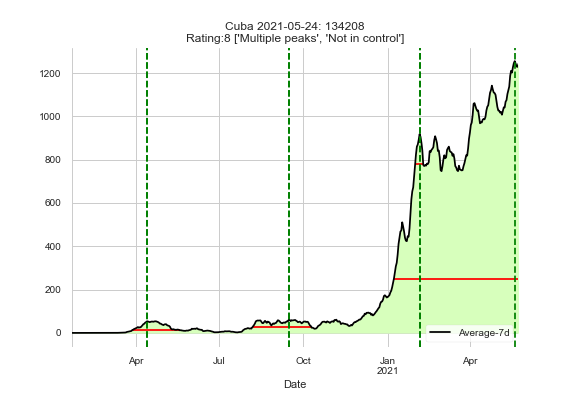 Cuba 2021-05-24: 134208
Rating:8 ['Multiple peaks', 'Not in control']
1200
1000
800
600
400
200
0
Average-7d
Apr
Jul
Oct
Jan
2021
Apr
Date